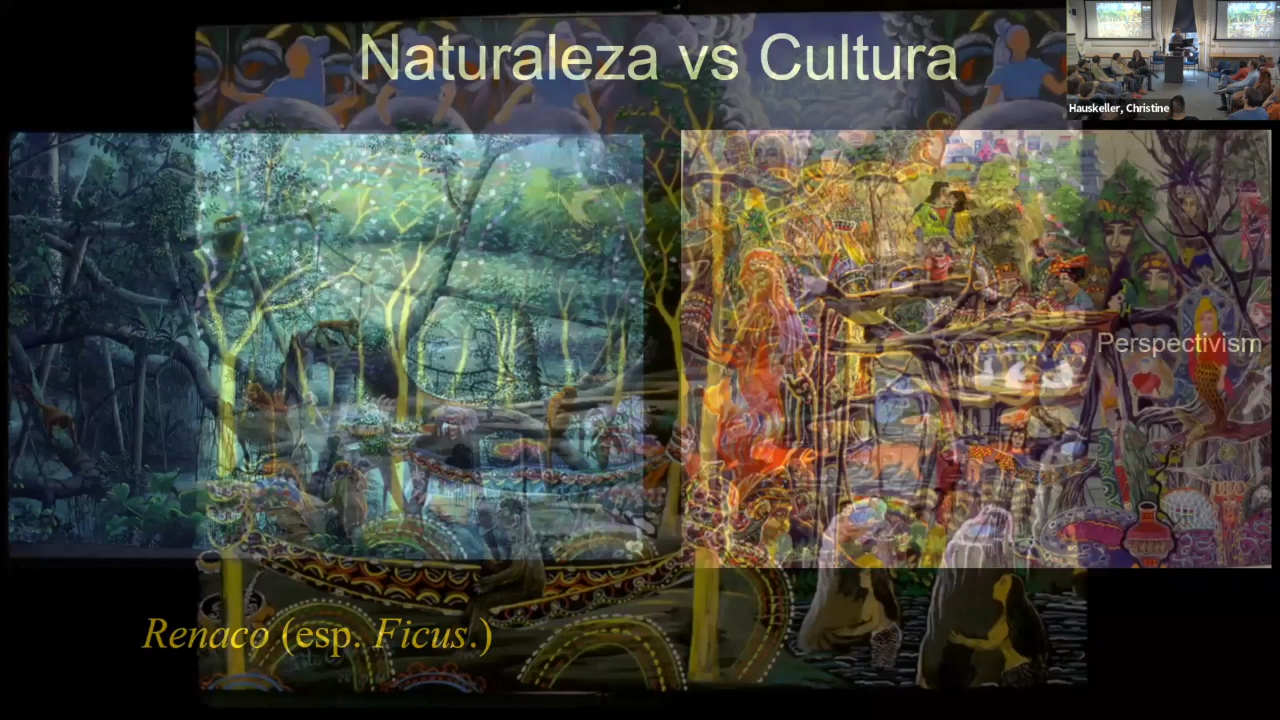 Naturaleza vs Cultura
Hauskeller, Christine
Perspectivism
Renaco (esp. Ficus.)